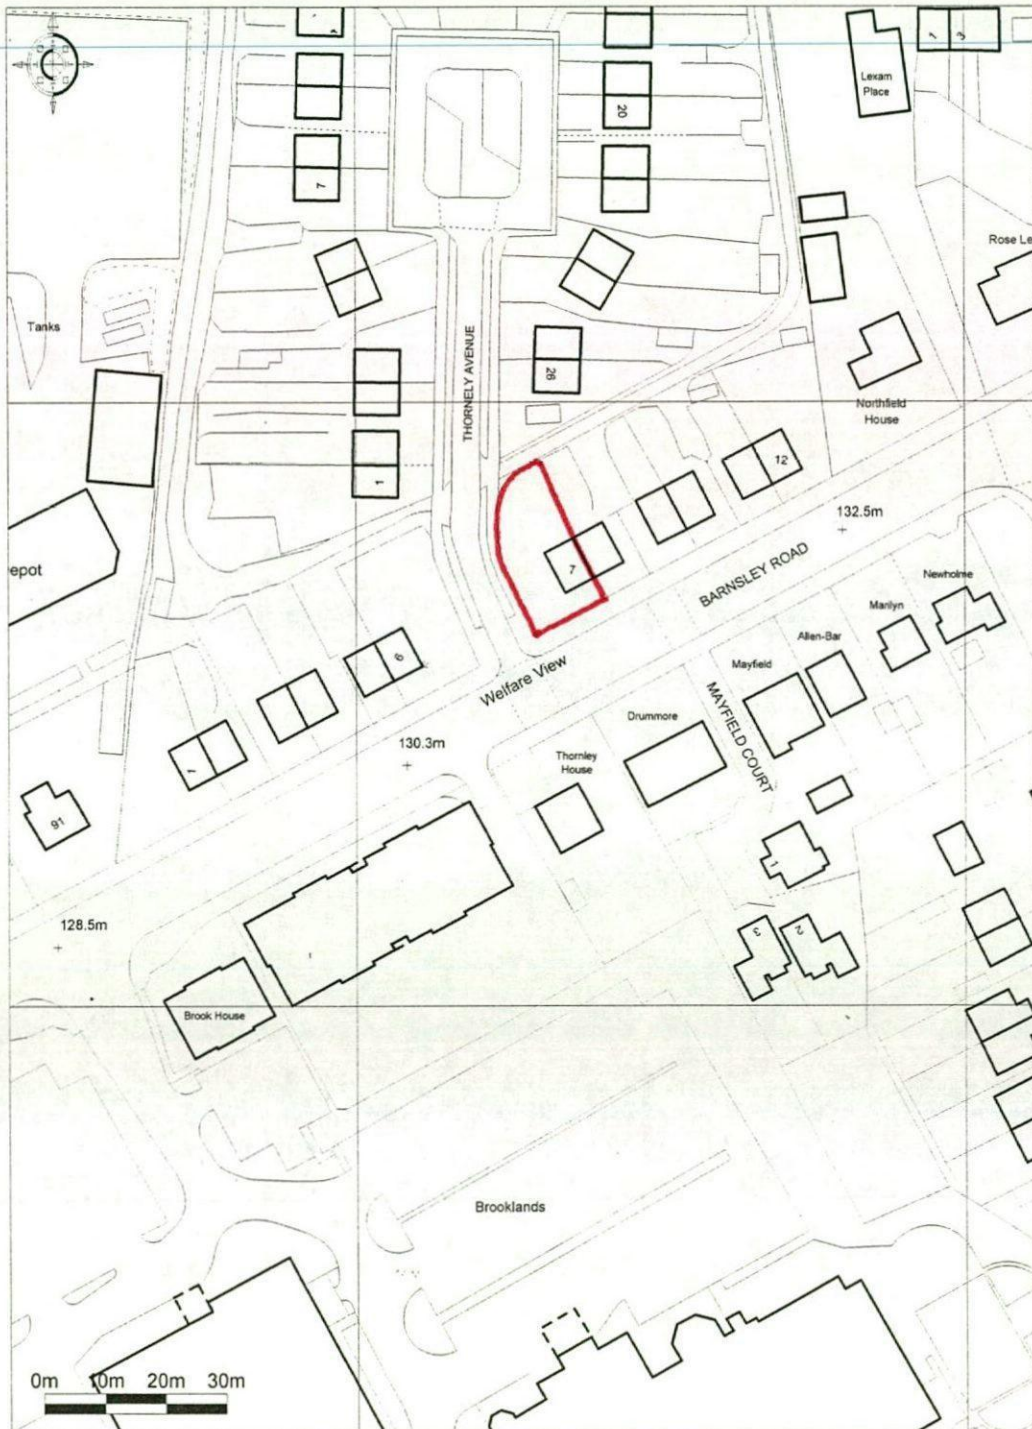 Lexam
Place
20
7
Rose Le
Tanks
THORNELY AVENUE
26
Northfield
House
1
12
132.5m
epot
7
BARNSLEY ROAD
Newholme
Marilyn
Allen-Bar
6
Welfare View
Mayfield
MAYFIELD COURT
Drummore
130.3m
Thornley
House
1
91
1
128.5m
3
2
Brook House
Brooklands
0m 10m 20m 30m